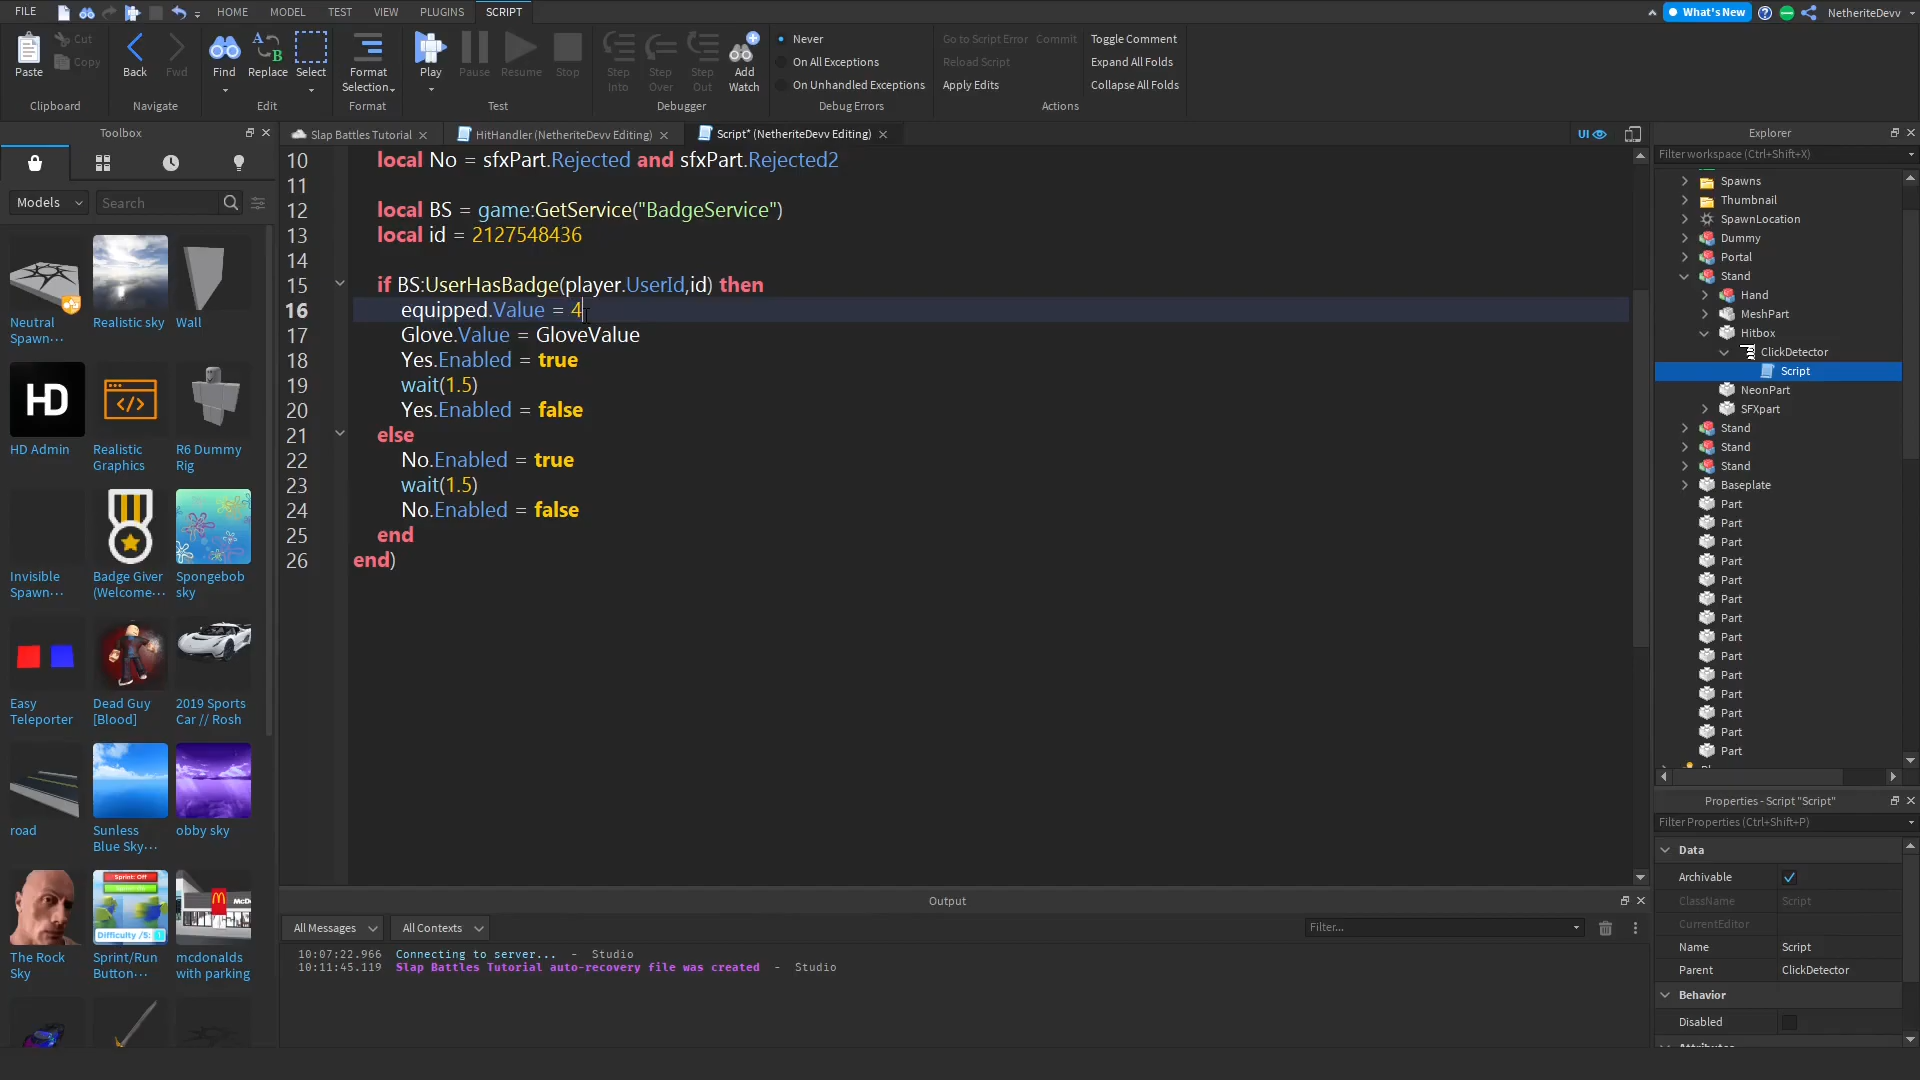 FILE
HOME
MODEL
TEST
VIEW
PLUGINS
SCRIPT
What's New
NetheriteDevv
Paste
Cut
Copy
Clipboard
Back
Fwd
Navigate
Find
Replace
Select
Edit
Format
Selection
Format
Play
Pause
Resume
Stop
Test
Step
Into
Step
Over
Step
Out
Add
Watch
Debugger
Never
On All Exceptions
On Unhandled Exceptions
Debug Errors
Go to Script Error
Commit
Toggle Comment
Reload Script
Expand All Folds
Apply Edits
Collapse All Folds
Actions
Toolbox
Models
Search
Neutral
Spawn···
Realistic sky
Wall
HD
HD Admin
Realistic
Graphics
R6 Dummy
Rig
Invisible
Spawn···
Badge Giver
(Welcome···
Spongebob
sky
Easy
Teleporter
Dead Guy
[Blood]
2019 Sports
Car // Rosh
road
Sunless
Blue Sky···
obby sky
Sprint: Off
Difficulty /5: 1
McD
The Rock
Sky
Sprint/Run
Button···
mcdonalds
with parking
Slap Battles Tutorial
HitHandler (NetheriteDevv Editing)
Script* (NetheriteDevv Editing)
UI
10 local No = sfxPart.Rejected and sfxPart.Rejected2
11
12 local BS = game:GetService("BadgeService")
13 local id = 2127548436
14
15 if BS:UserHasBadge(player.UserId,id) then
16 equipped.Value = 4
17 Glove.Value = GloveValue
18 Yes.Enabled = true
19 wait(1.5)
20 Yes.Enabled = false
21 else
22 No.Enabled = true
23 wait(1.5)
24 No.Enabled = false
25 end
26 end)
Output
All Messages
All Contexts
Filter...
10:07:22.966 Connecting to server... - Studio
10:11:45.119 Slap Battles Tutorial auto-recovery file was created - Studio
Explorer
Filter workspace (Ctrl+Shift+X)
Spawns
Thumbnail
SpawnLocation
Dummy
Portal
Stand
Hand
MeshPart
Hitbox
ClickDetector
Script
NeonPart
SFXpart
Stand
Stand
Stand
Baseplate
Part
Part
Part
Part
Part
Part
Part
Part
Part
Part
Part
Part
Part
Part
Properties - Script "Script"
Filter Properties (Ctrl+Shift+P)
Data
Archivable
ClassName Script
CurrentEditor
Name Script
Parent ClickDetector
Behavior
Disabled